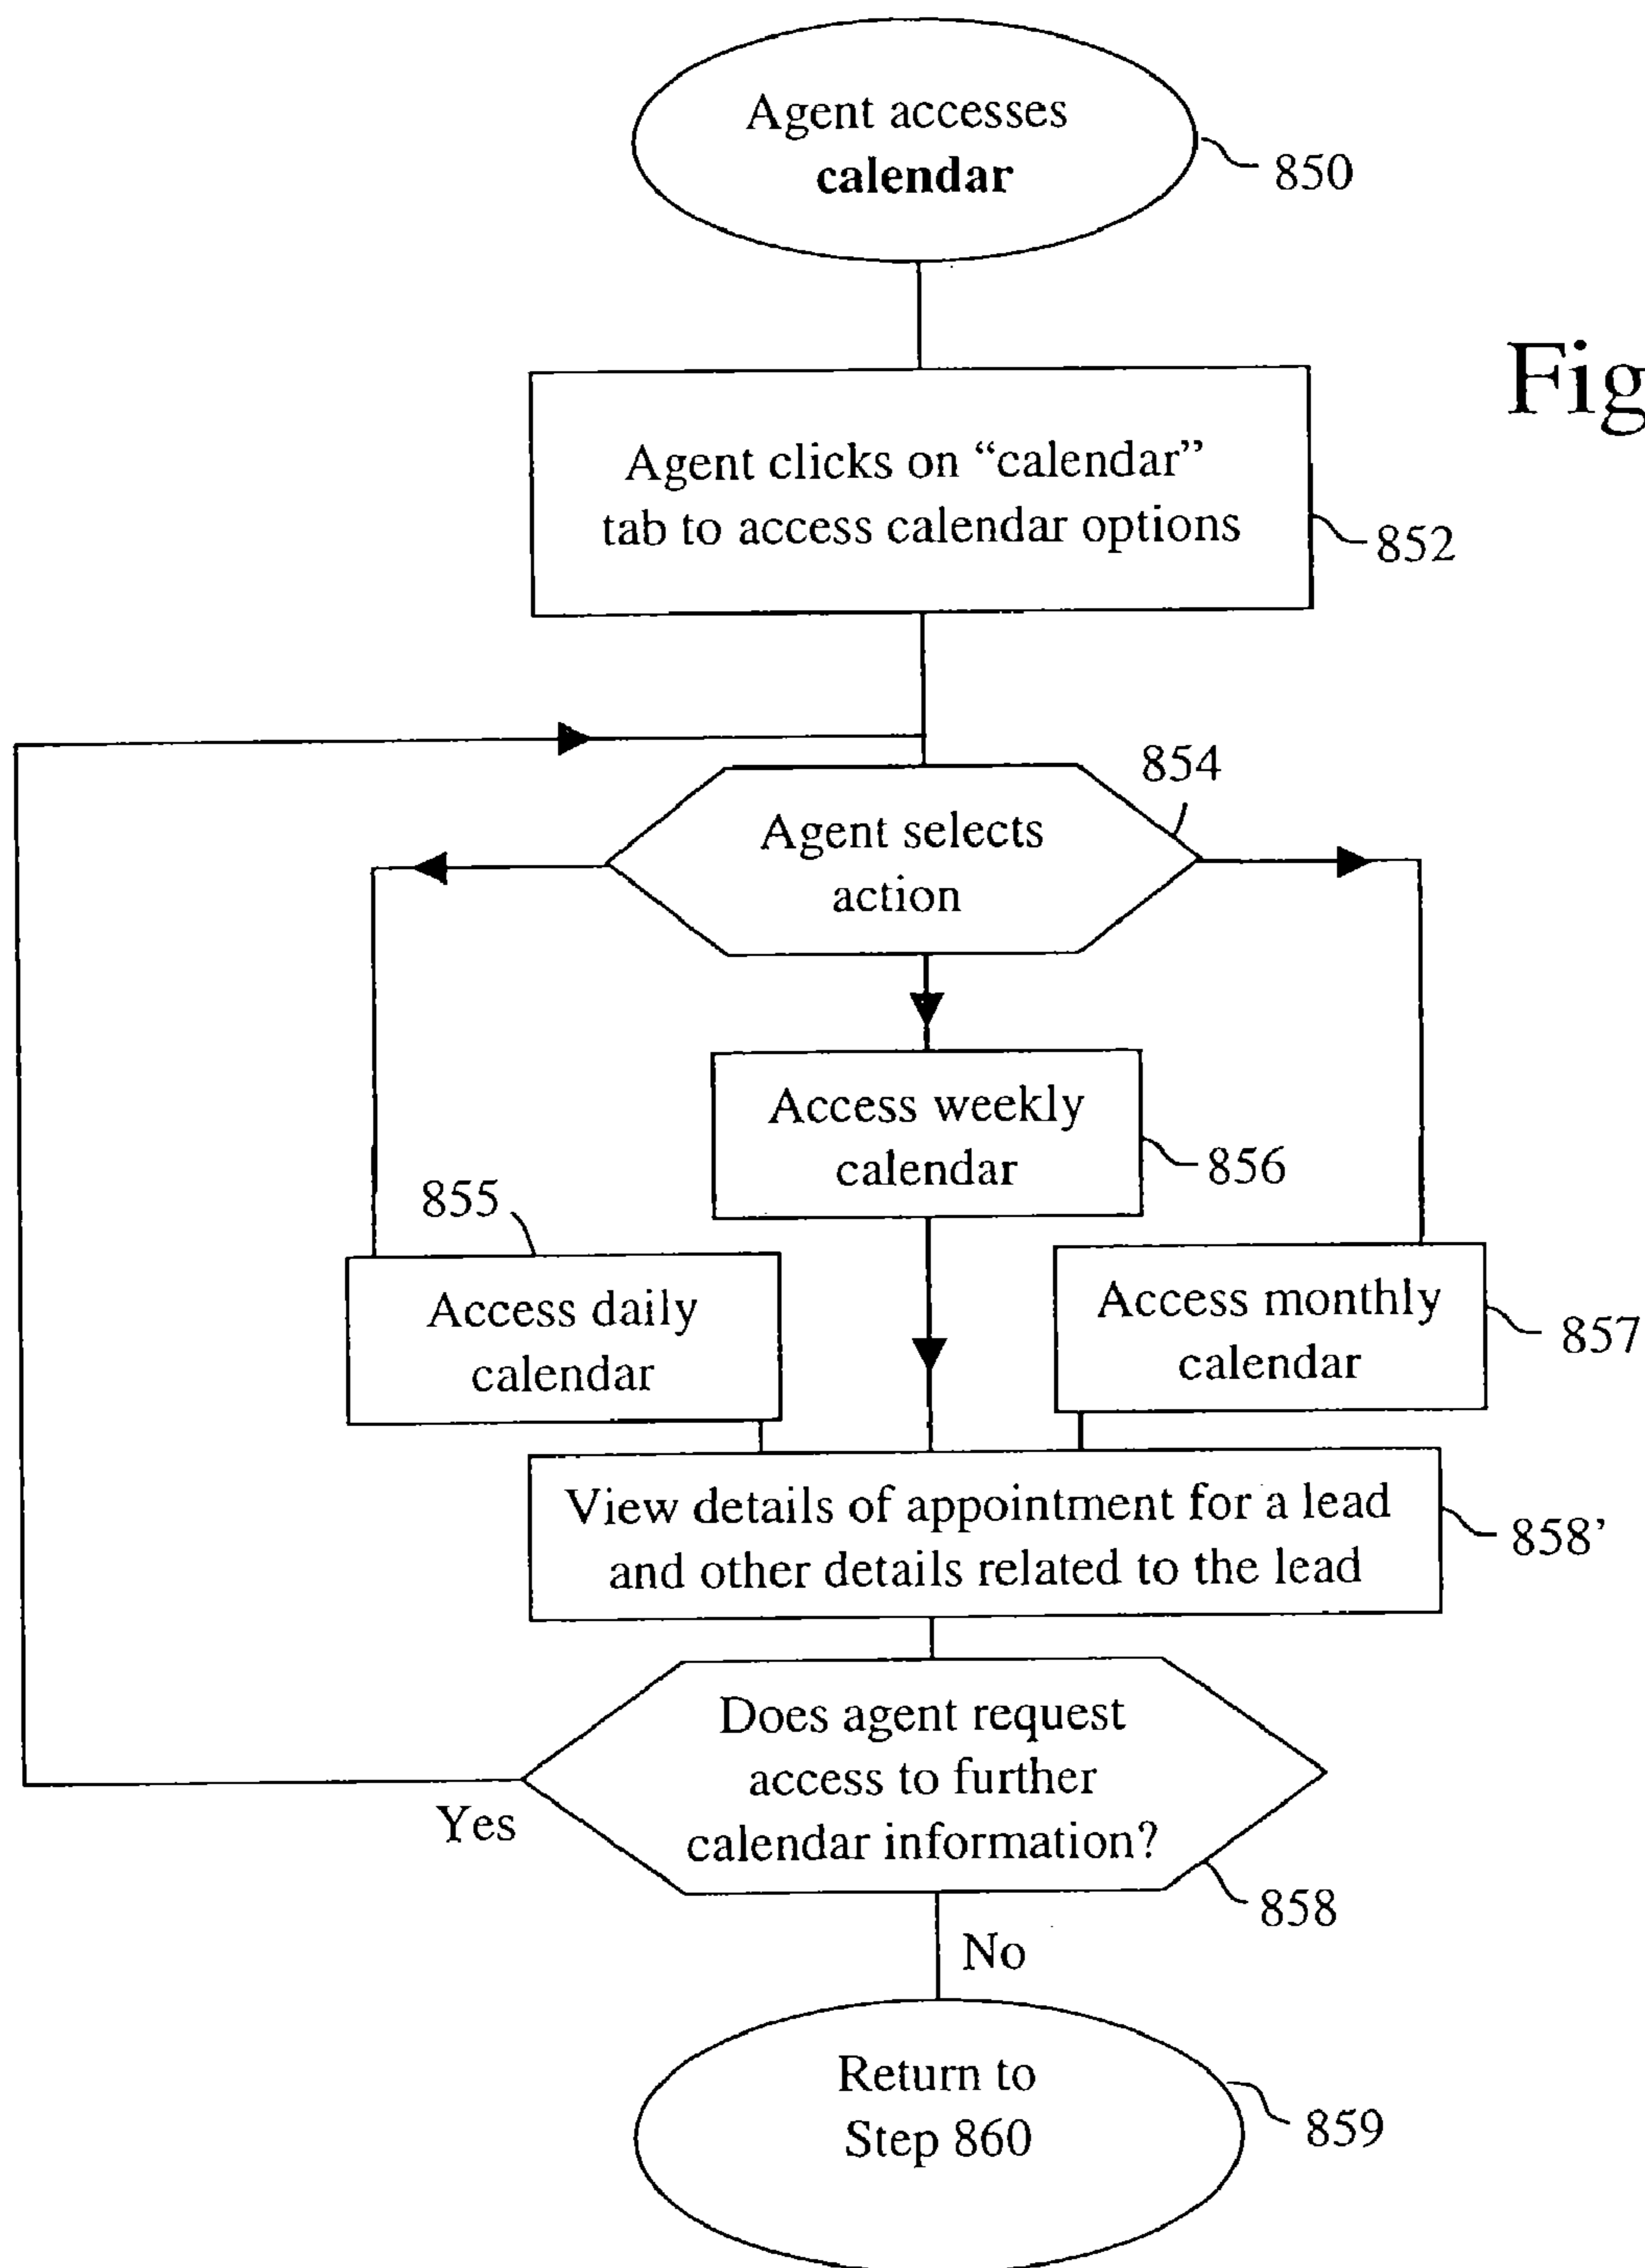 Agent accesses
calendar
850
Fig
Agent clicks on “calendar”
tab to access calendar options
852
854
Agent selects
action
Access weekly
calendar
856
855
Access daily
calendar
Access monthly
calendar
857
View details of appointment for a lead
and other details related to the lead
858’
Does agent request
access to further
calendar information?
Yes
858
No
Return to
Step 860
859